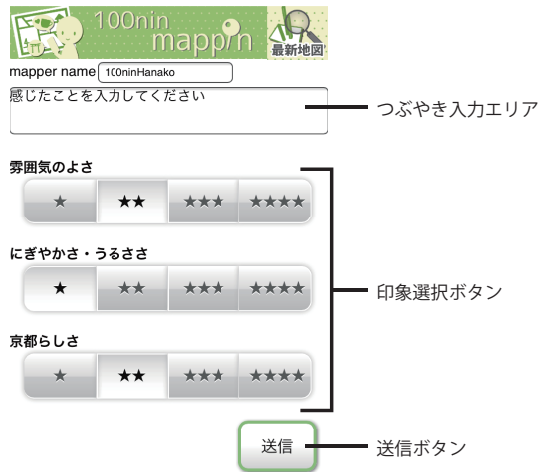 100nin
mappin
最新地図
mapper name 100ninHanako
感じたことを入力してください
つぶやき入力エリア
雰囲気のよさ
★ ★★ ★★★ ★★★★
にぎやかさ・うるささ
★ ★★ ★★★ ★★★★
印象選択ボタン
京都らしさ
★ ★★ ★★★ ★★★★
送信
送信ボタン